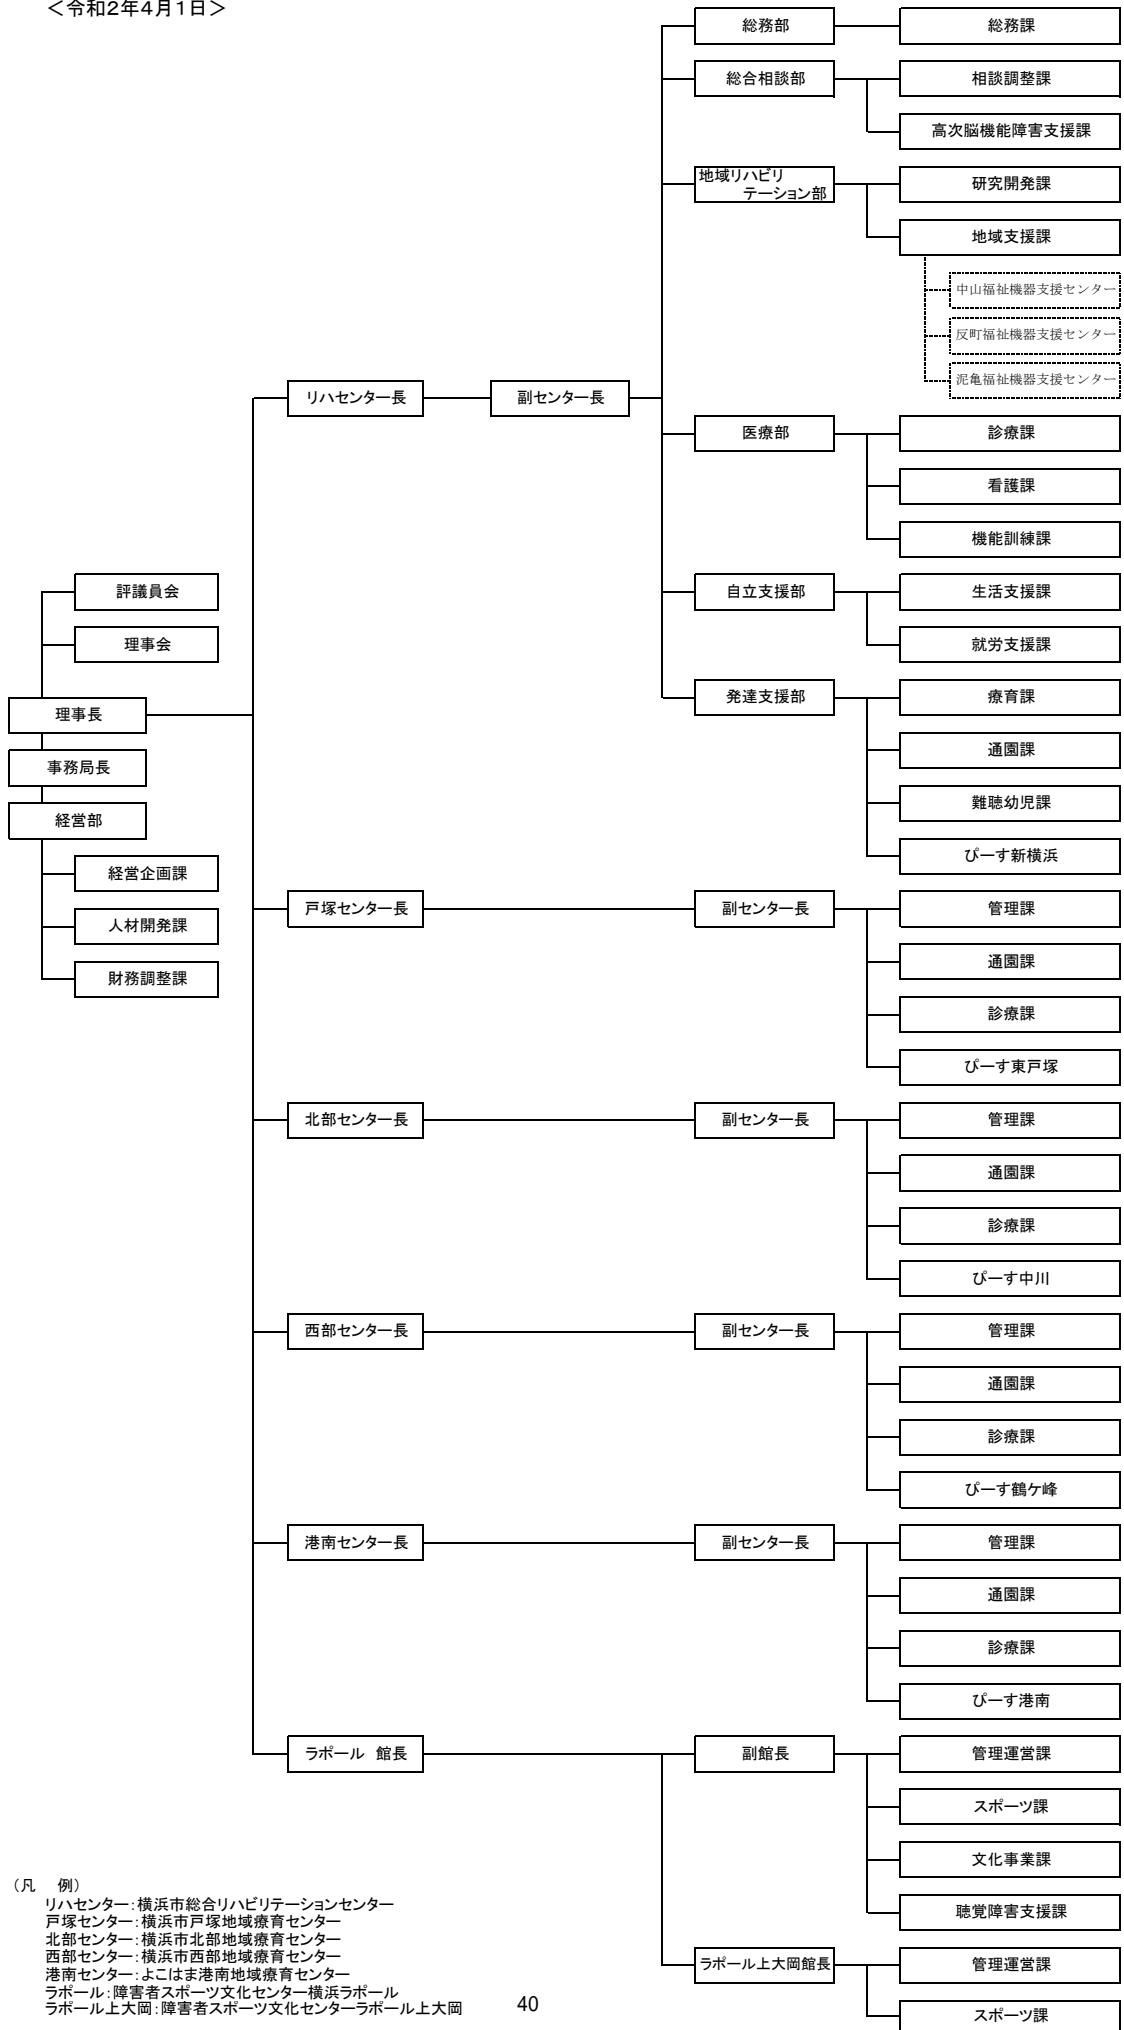 ＜令和2年4月1日＞
総務部
総務課
総合相談部
相談調整課
高次脳機能障害支援課
地域リハビリ
テーション部
研究開発課
地域支援課
中山福祉機器支援センター
反町福祉機器支援センター
泥亀福祉機器支援センター
リハセンター長
副センター長
医療部
診療課
看護課
機能訓練課
自立支援部
生活支援課
就労支援課
発達支援部
療育課
通園課
難聴幼児課
ぴーす新横浜
評議員会
理事会
理事長
事務局長
経営部
経営企画課
人材開発課
財務調整課
戸塚センター長
副センター長
管理課
通園課
診療課
ぴーす東戸塚
北部センター長
副センター長
管理課
通園課
診療課
ぴーす中川
西部センター長
副センター長
管理課
通園課
診療課
ぴーす鶴ケ峰
港南センター長
副センター長
管理課
通園課
診療課
ぴーす港南
ラポール　館長
副館長
管理運営課
スポーツ課
文化事業課
聴覚障害支援課
ラポール上大岡館長
管理運営課
スポーツ課
（凡　例）
リハセンター：横浜市総合リハビリテーションセンター
戸塚センター：横浜市戸塚地域療育センター
北部センター：横浜市北部地域療育センター
西部センター：横浜市西部地域療育センター
港南センター：よこはま港南地域療育センター
ラポール：障害者スポーツ文化センター横浜ラポール
ラポール上大岡：障害者スポーツ文化センターラポール上大岡
40